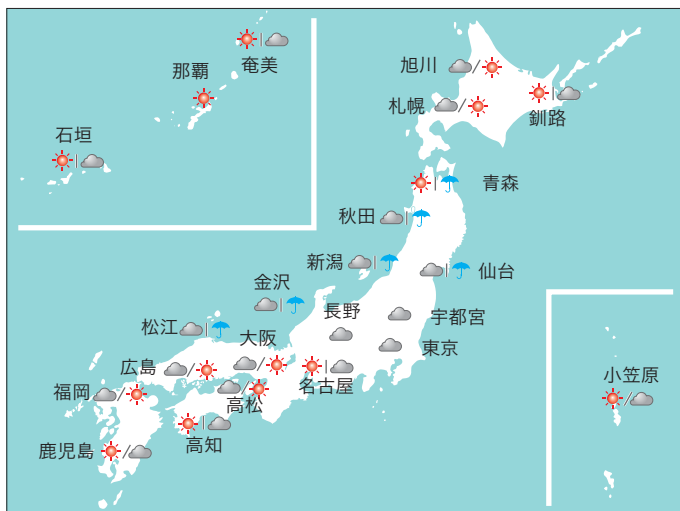 奄美
那覇
石垣
旭川
札幌
釧路
青森
秋田
新潟
仙台
金沢
長野
宇都宮
松江
大阪
東京
広島
名古屋
小笠原
福岡
高松
高知
鹿児島